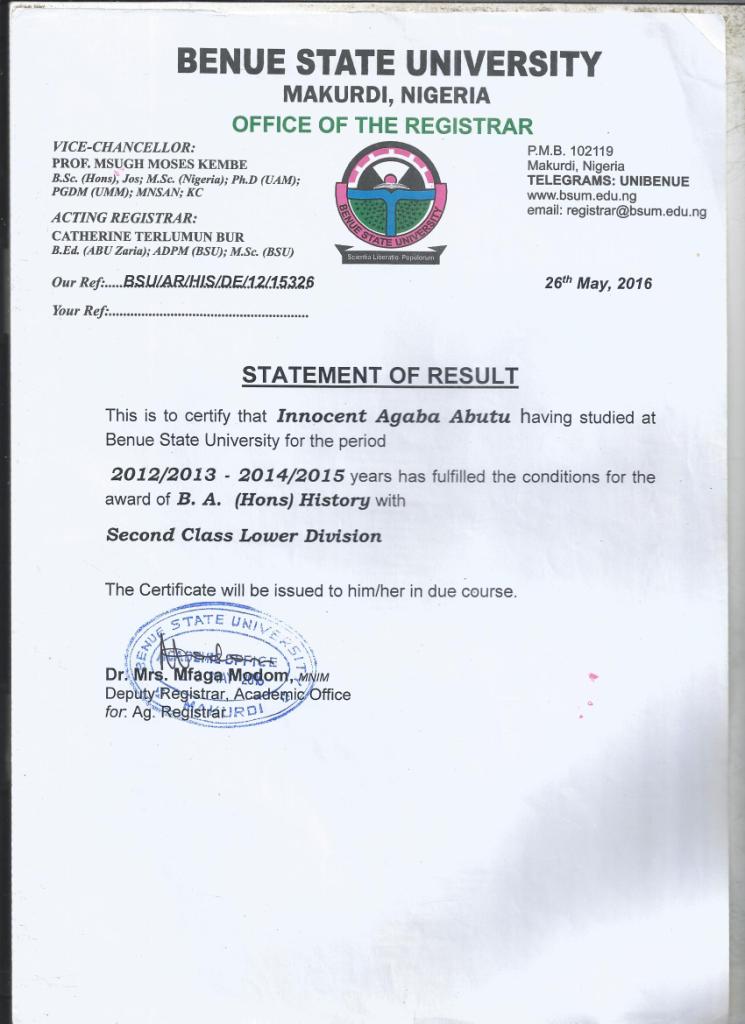 BENUE STATE UNIVERSITY
MAKURDI, NIGERIA
OFFICE OF THE REGISTRAR
VICE-CHANCELLOR:
PROF. MSUGH MOSES KEMBE
B.Sc. (Hons), Jos; M.Sc. (Nigeria); Ph.D (UAM);
PGDM (UMM); MNSAN; KC
ACTING REGISTRAR:
CATHERINE TERLUMUN BUR
B.Ed. (ABU Zaria); ADPM (BSU); M.Sc. (BSU)
BENUE STATE UNIVERSITY
Scientia Liberatio Populorum
P.M.B. 102119
Makurdi, Nigeria
TELEGRAMS: UNIBENUE
www.bsum.edu.ng
email: registrar@bsum.edu.ng
Our Ref:.....BSU/AR/HIS/DE/12/15326
26th May, 2016
Your Ref:.......................................................
STATEMENT OF RESULT
This is to certify that Innocent Agaba Abutu having studied at
Benue State University for the period
2012/2013 - 2014/2015 years has fulfilled the conditions for the
award of B. A. (Hons) History with
Second Class Lower Division
The Certificate will be issued to him/her in due course.
BENUE STATE UNIVERSITY
ACADEMIC OFFICE
MAKURDI
Dr. Mrs. Mfaga Modom, MNIM
Deputy Registrar, Academic Office
for: Ag. Registrar